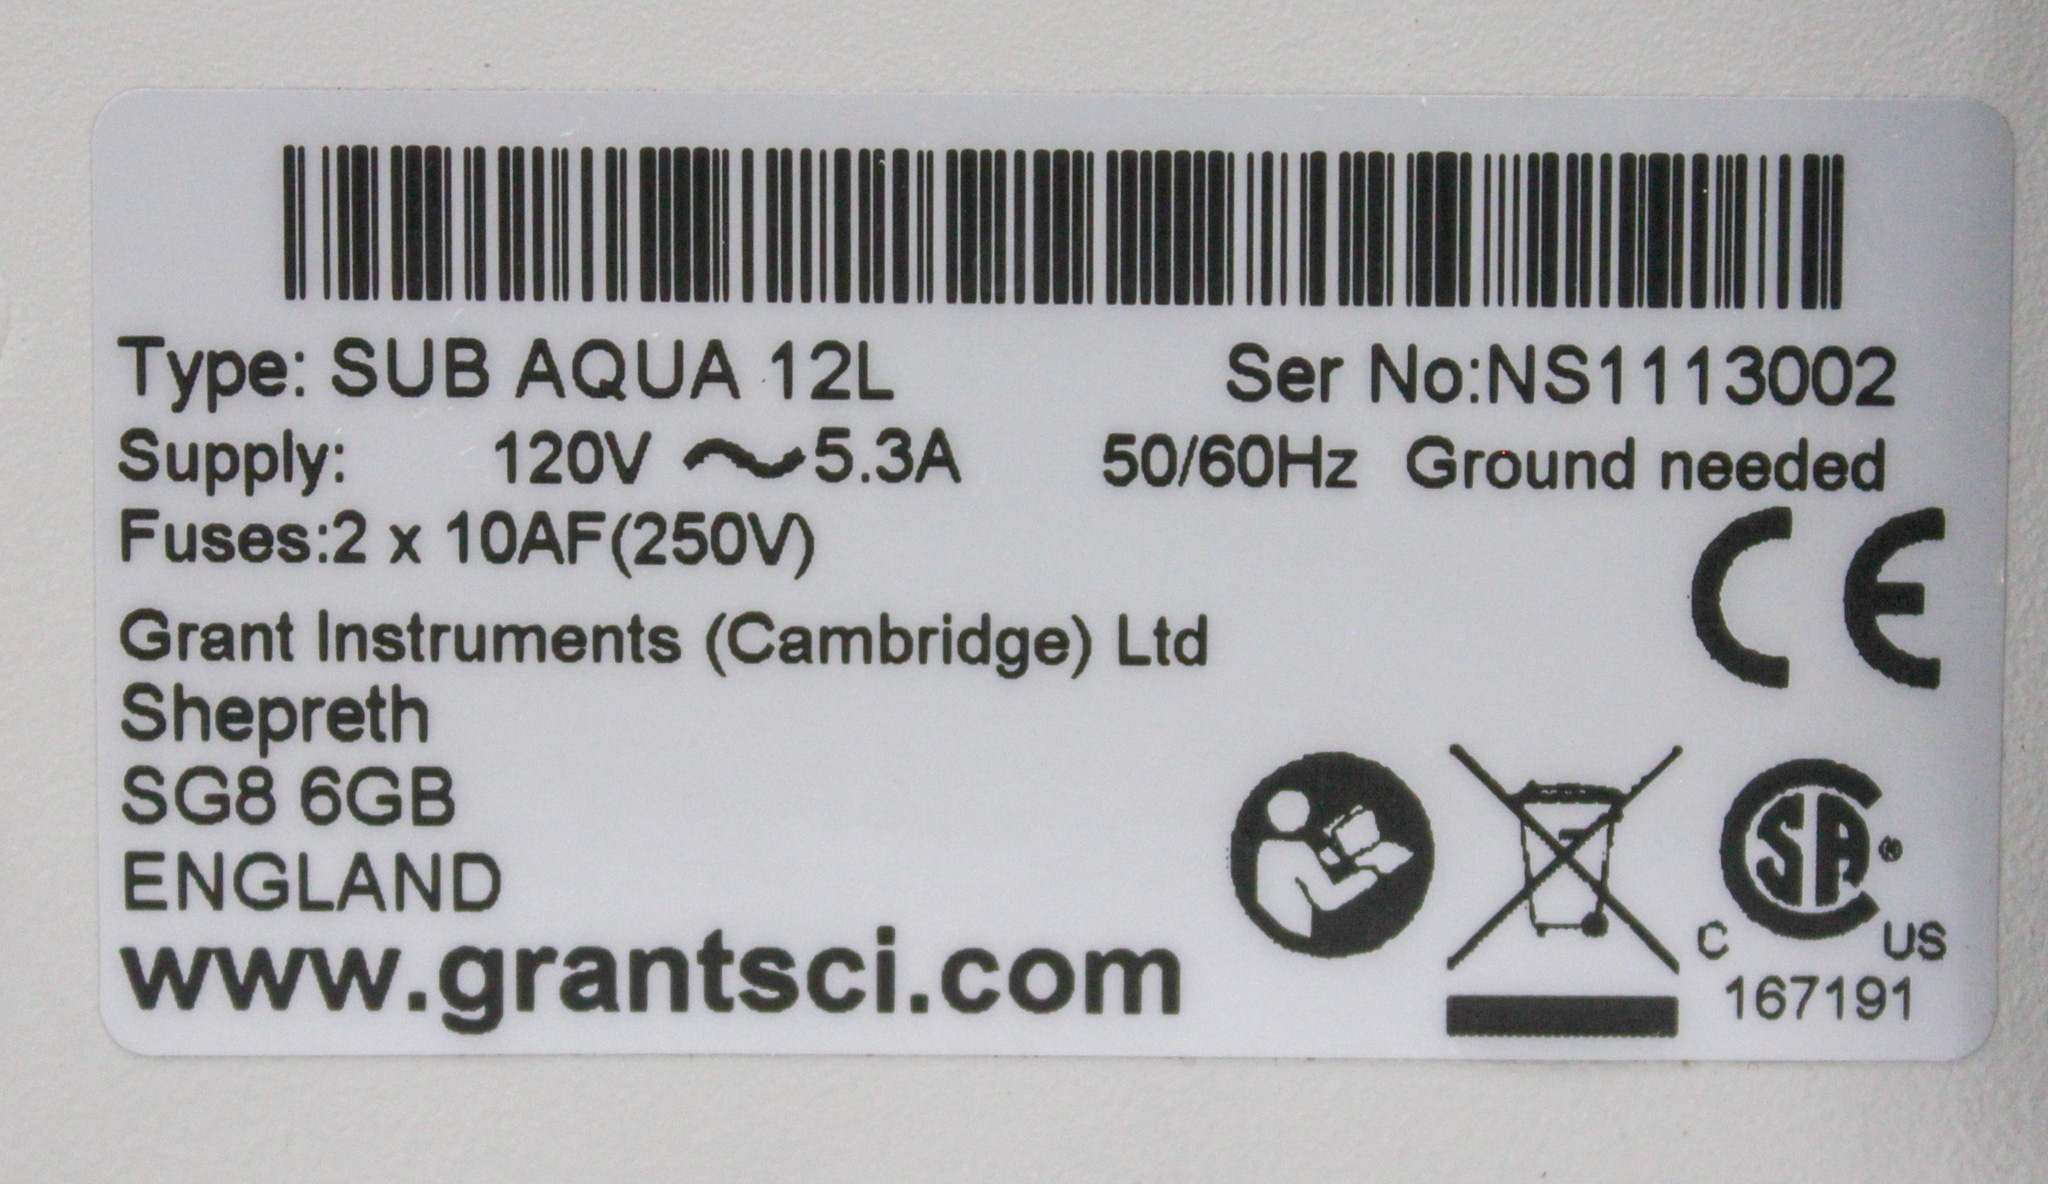 Type: SUB AQUA 12L Ser No:NS1113002
Supply: 120V ~5.3A 50/60Hz Ground needed
Fuses:2 x 10AF(250V)
CE
Grant Instruments (Cambridge) Ltd
Shepreth
SG8 6GB
ENGLAND
www.grantsci.com
CSA®
C US
167191